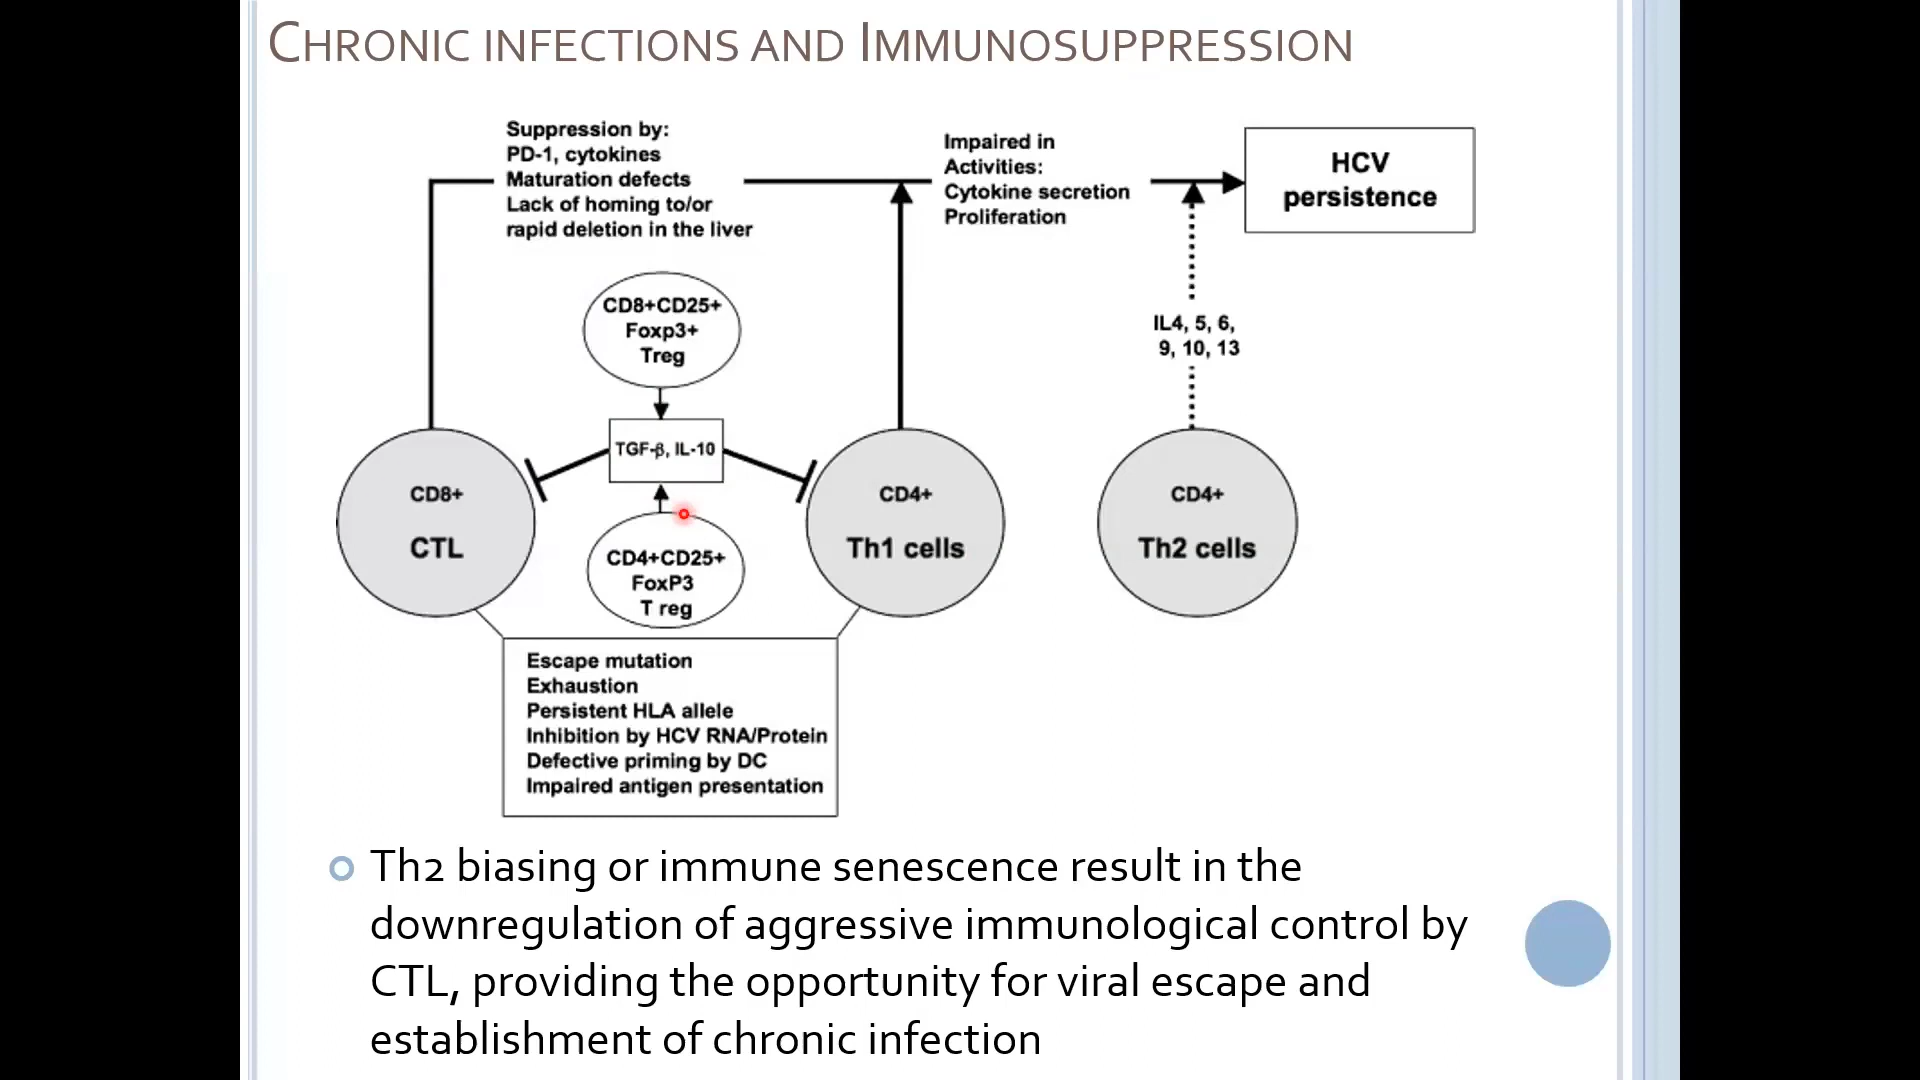 CHRONIC INFECTIONS AND IMMUNOSUPPRESSION
Suppression by:
PD-1, cytokines
Maturation defects
Lack of homing to/or
rapid deletion in the liver
Impaired in
Activities:
Cytokine secretion
Proliferation
HCV
persistence
CD8+CD25+
Foxp3+
Treg
IL4, 5, 6,
9, 10, 13
TGF-β, IL-10
CD8+
CTL
CD4+CD25+
FoxP3
T reg
CD4+
Th1 cells
CD4+
Th2 cells
Escape mutation
Exhaustion
Persistent HLA allele
Inhibition by HCV RNA/Protein
Defective priming by DC
Impaired antigen presentation
Th2 biasing or immune senescence result in the
downregulation of aggressive immunological control by
CTL, providing the opportunity for viral escape and
establishment of chronic infection